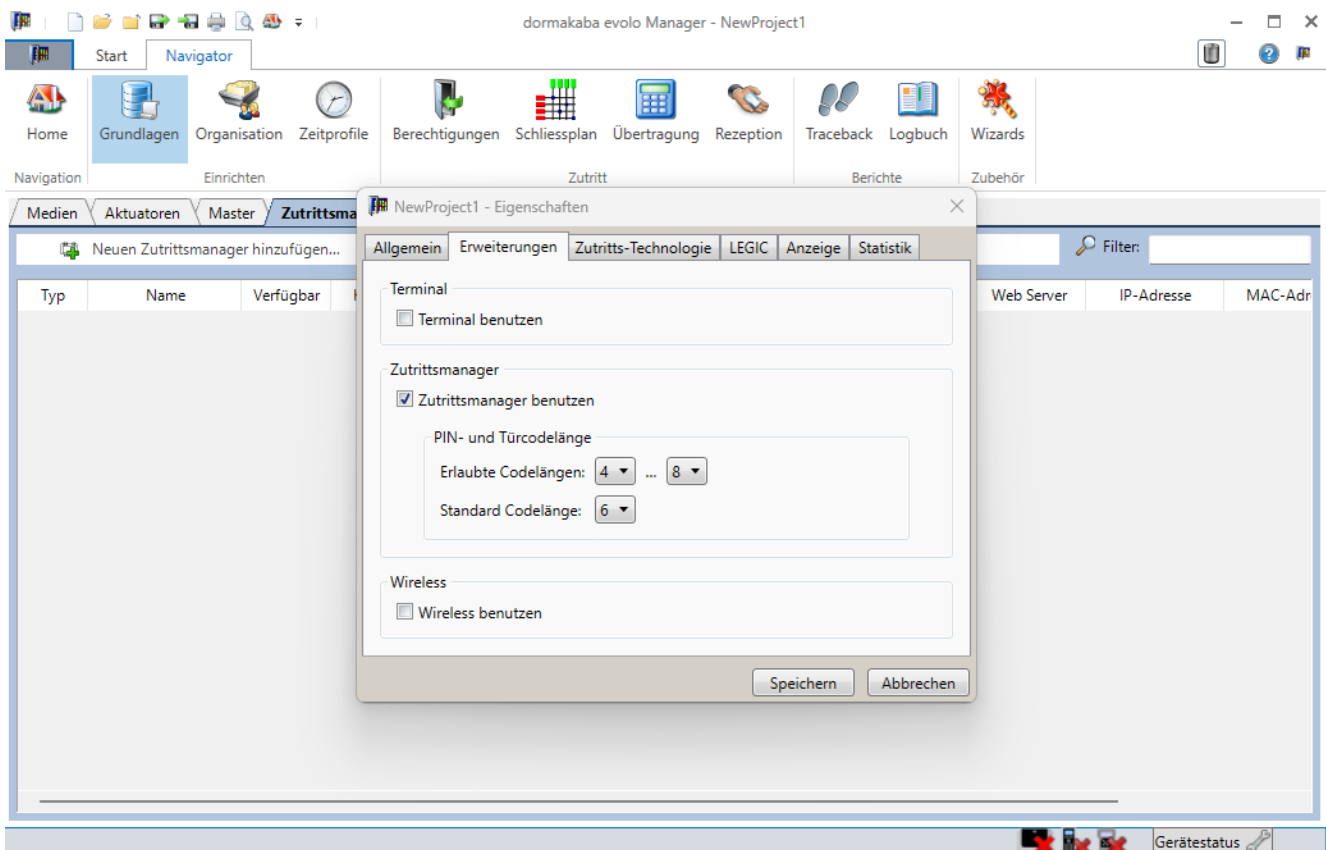 dormakaba evolo Manager - NewProject1
Start Navigator
Home Grundlagen Organisation Zeitprofile Berechtigungen Schliessplan Übertragung Rezeption Traceback Logbuch Wizards
Navigation Einrichten Zutritt Berichte Zubehör
Medien Aktuatoren Master Zutrittsma
Neuen Zutrittsmanager hinzufügen... Filter:
Typ Name Verfügbar Web Server IP-Adresse MAC-Adr
NewProject1 - Eigenschaften
Allgemein Erweiterungen Zutritts-Technologie LEGIC Anzeige Statistik
Terminal
Terminal benutzen
Zutrittsmanager
Zutrittsmanager benutzen
PIN- und Türcodelänge
Erlaubte Codelängen: 4 ... 8
Standard Codelänge: 6
Wireless
Wireless benutzen
Speichern Abbrechen
Gerätestatus